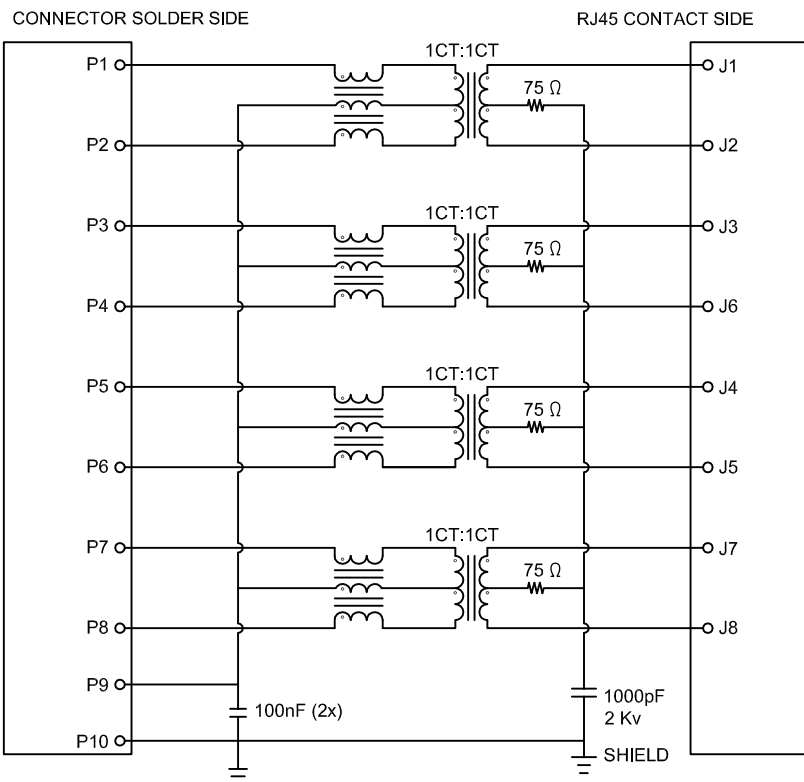 CONNECTOR SOLDER SIDE
RJ45 CONTACT SIDE
1CT:1CT
P1
J1
75 Ω
P2
J2
1CT:1CT
P3
J3
75 Ω
P4
J6
1CT:1CT
P5
J4
75 Ω
P6
J5
1CT:1CT
P7
J7
75 Ω
P8
J8
P9
100nF (2x)
1000pF
2 Kv
P10
SHIELD